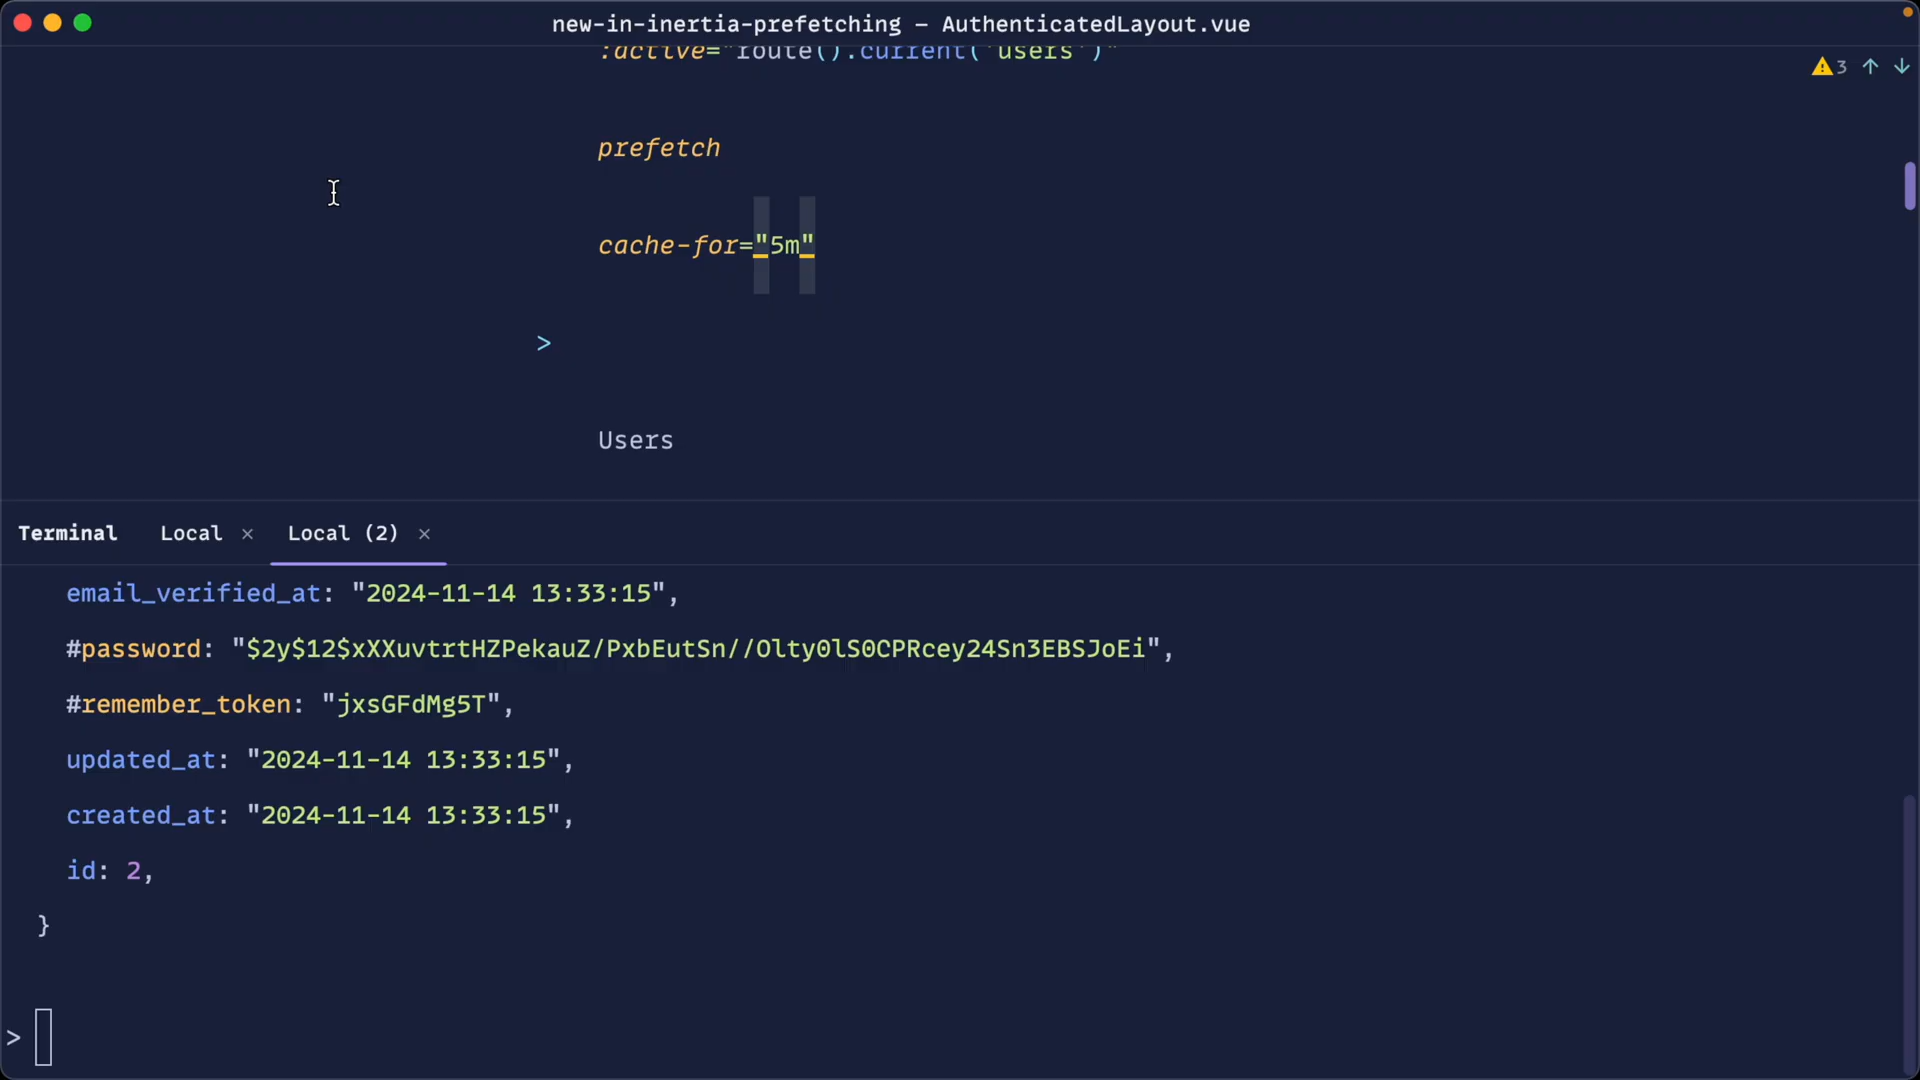 new-in-inertia-prefetching – AuthenticatedLayout.vue
:active="route().current('users')"
3
prefetch
cache-for="5m"
>
Users
Terminal Local × Local (2) ×
email_verified_at: "2024-11-14 13:33:15",
#password: "$2y$12$xXXuvtrtHZPekauZ/PxbEutSn//Olty0lS0CPRcey24Sn3EBSJoEi",
#remember_token: "jxsGFdMg5T",
updated_at: "2024-11-14 13:33:15",
created_at: "2024-11-14 13:33:15",
id: 2,
}
>